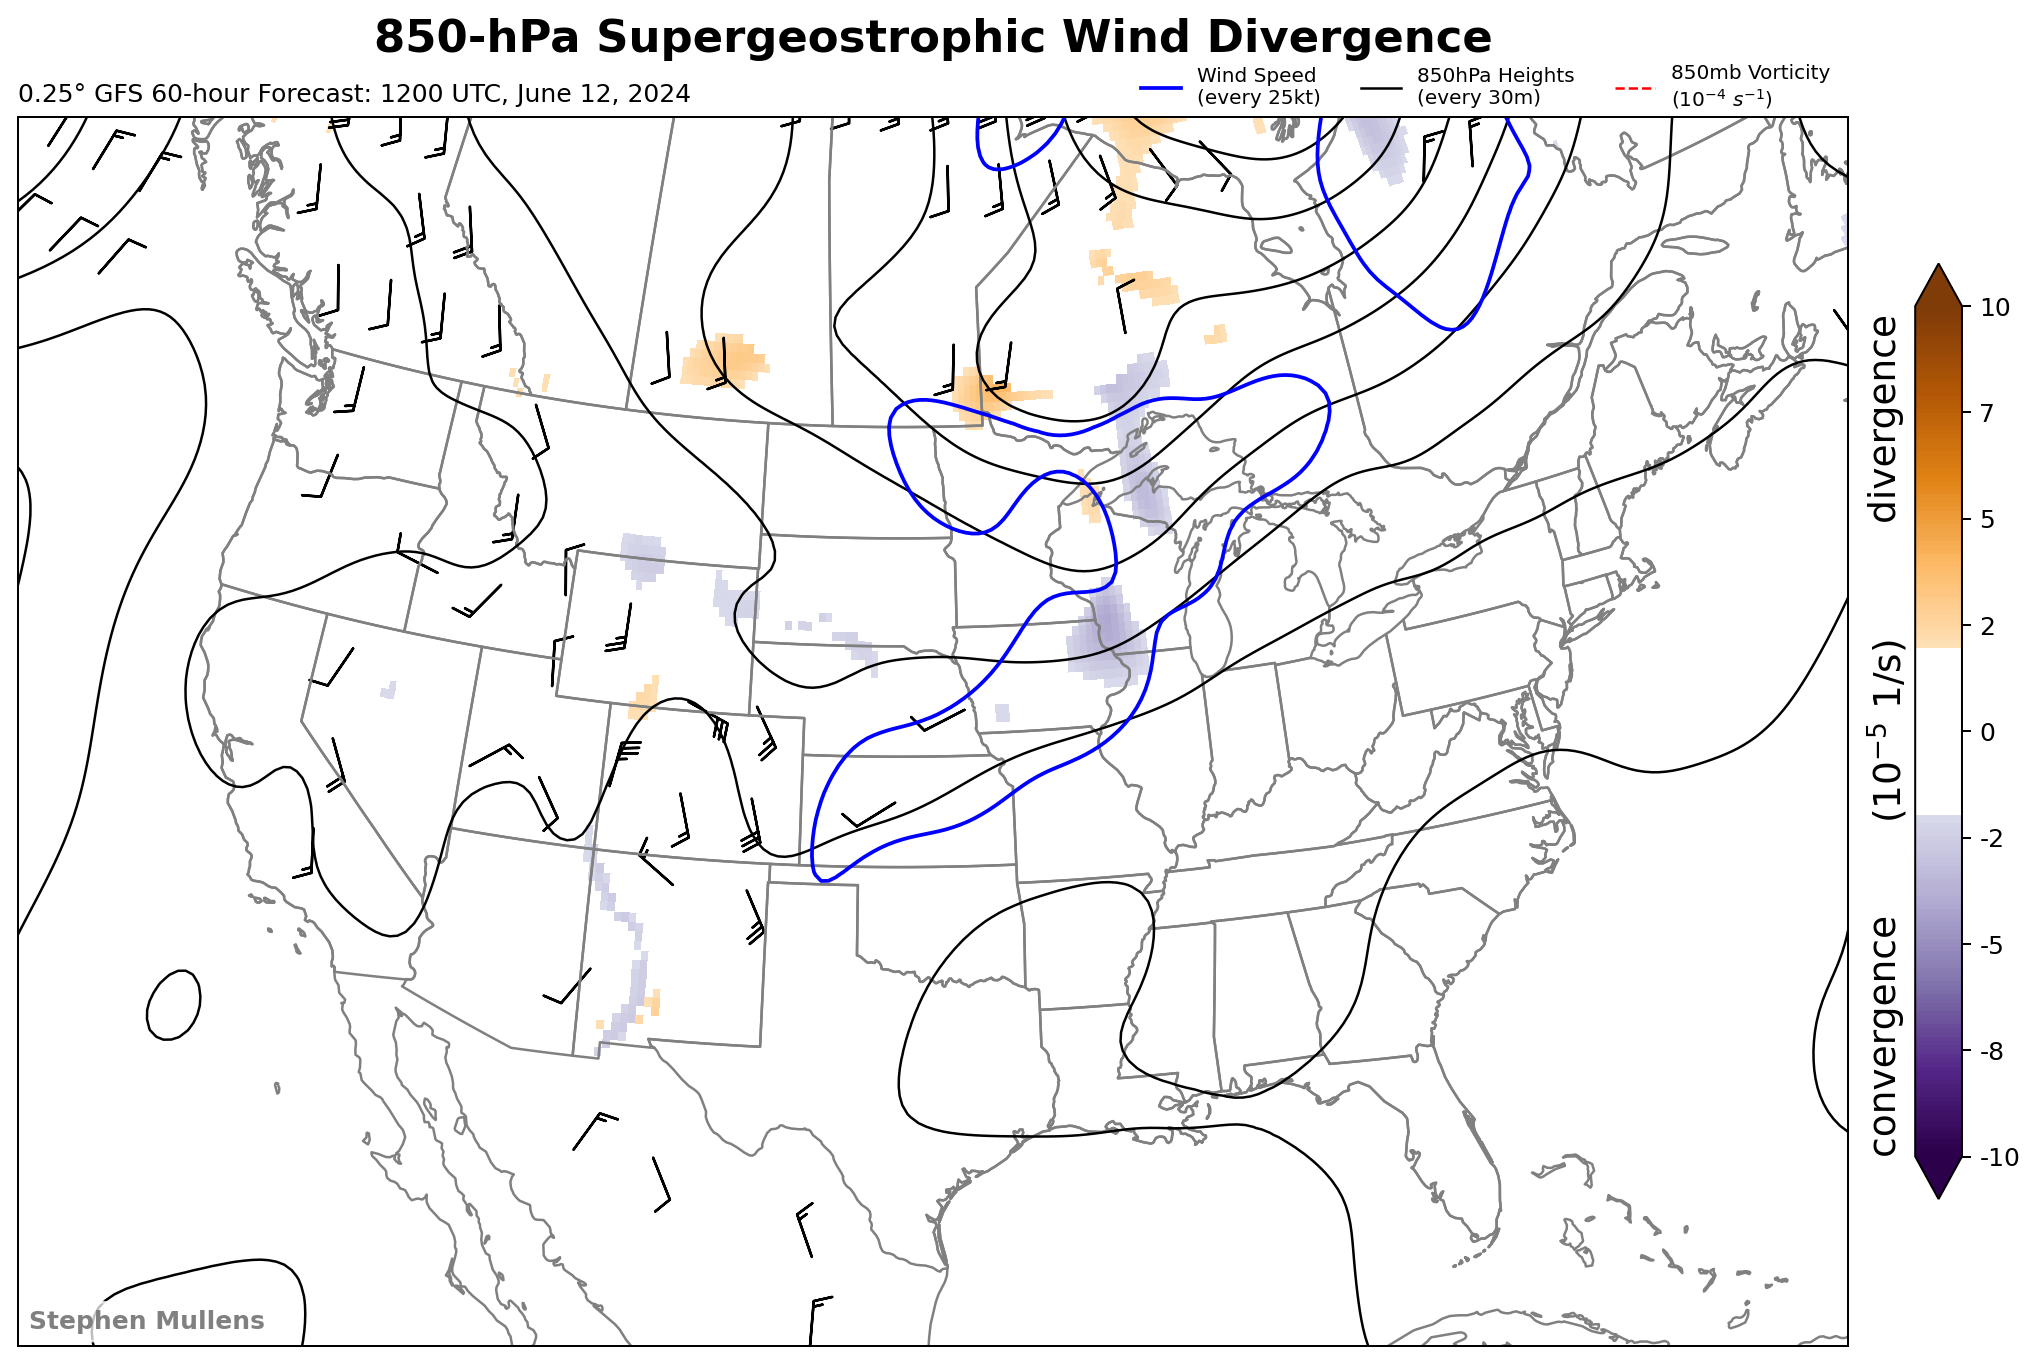 850-hPa Supergeostrophic Wind Divergence
0.25° GFS 60-hour Forecast: 1200 UTC, June 12, 2024
Wind Speed
(every 25kt)
850hPa Heights
(every 30m)
850mb Vorticity
(10⁻⁴ s⁻¹)
10
7
5
2
0
-2
-5
-8
-10
convergence (10⁻⁵ 1/s) divergence
Stephen Mullens